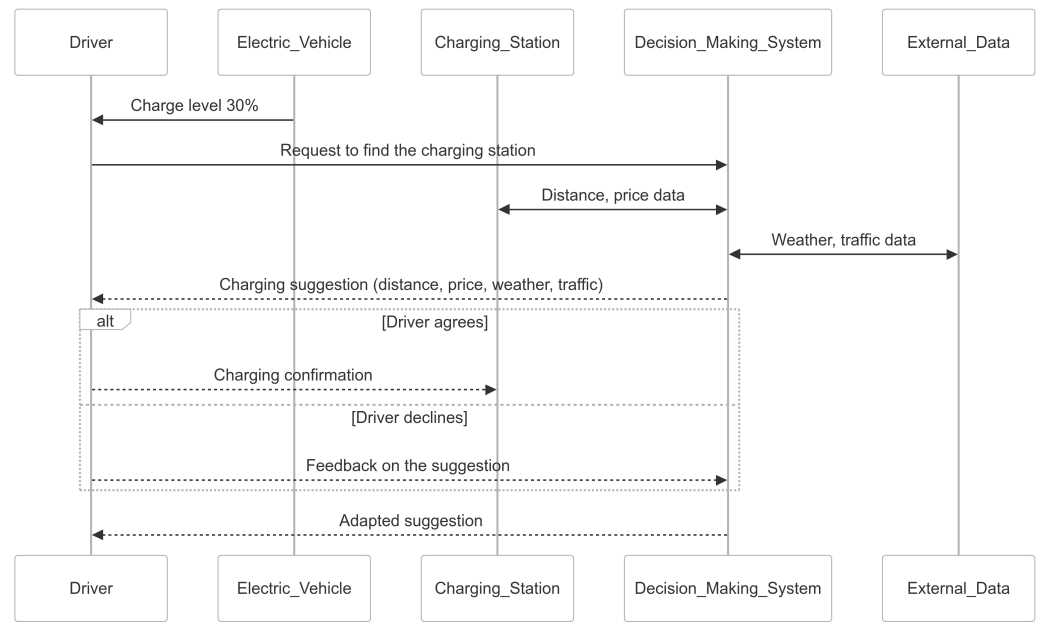 Driver
Electric_Vehicle
Charging_Station
Decision_Making_System
External_Data
Charge level 30%
Request to find the charging station
Distance, price data
Weather, traffic data
Charging suggestion (distance, price, weather, traffic)
alt
[Driver agrees]
Charging confirmation
[Driver declines]
Feedback on the suggestion
Adapted suggestion
Driver
Electric_Vehicle
Charging_Station
Decision_Making_System
External_Data